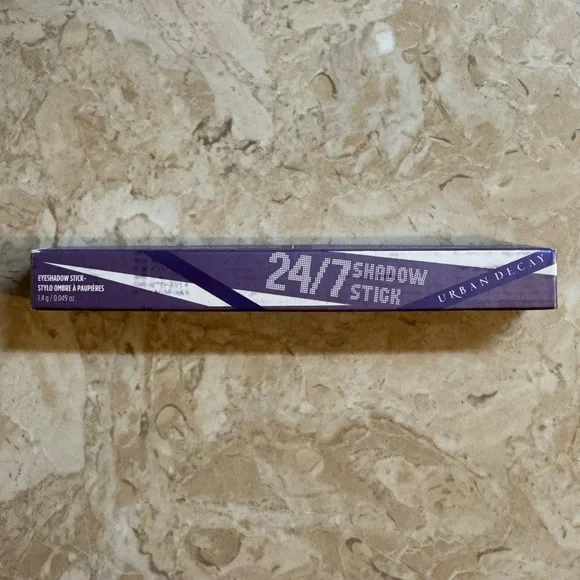 EYESHADOW STICK-
STYLO OMBRE À PAUPIÈRES
1.4 g / 0.049 oz.
24/7 SHADOW
STICK
URBAN DECAY